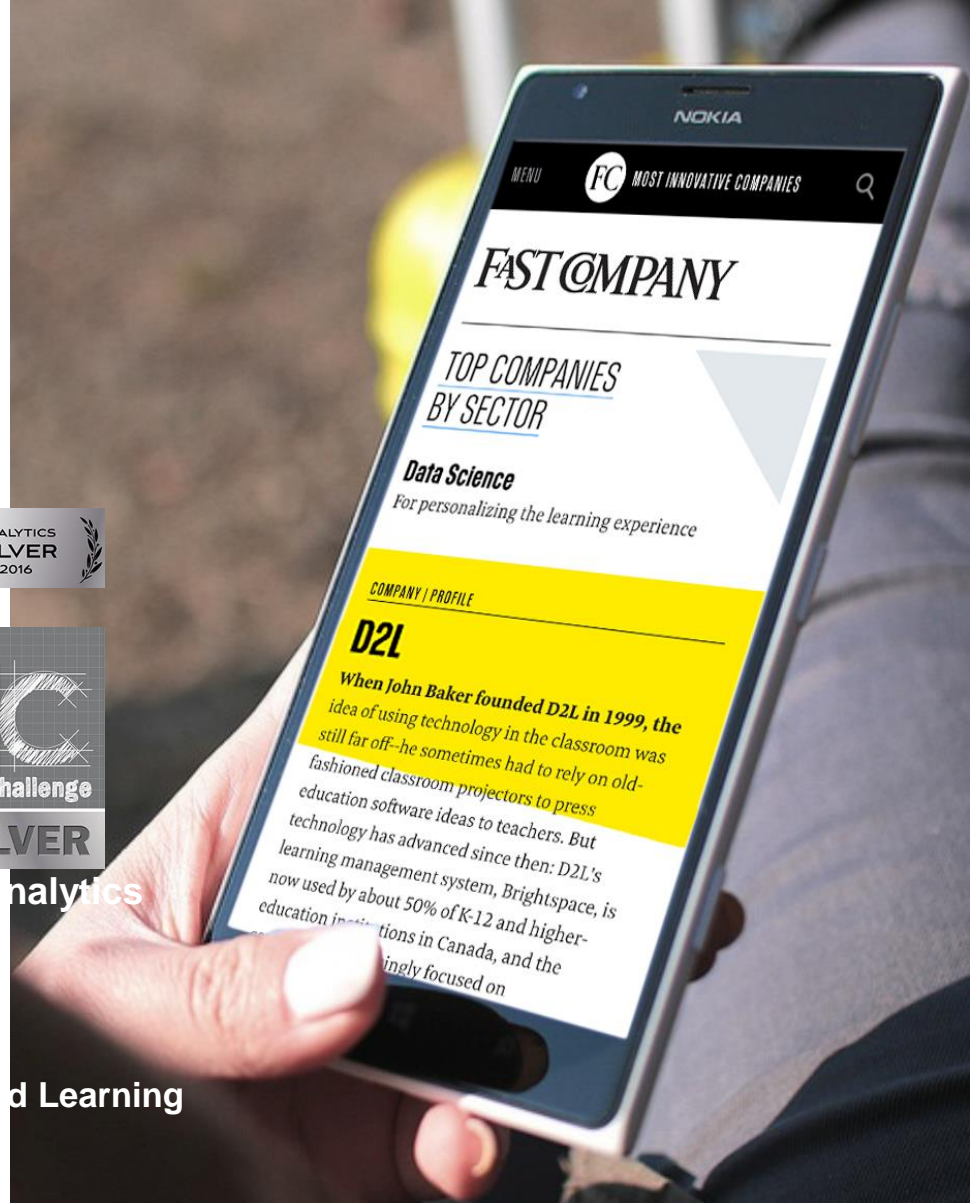 NOKIA
MENU FC MOST INNOVATIVE COMPANIES
FAST COMPANY
TOP COMPANIES
BY SECTOR
Data Science
For personalizing the learning experience
COMPANY | PROFILE
D2L
When John Baker founded D2L in 1999, the
idea of using technology in the classroom was
still far off--he sometimes had to rely on old-
fashioned classroom projectors to press
education software ideas to teachers. But
technology has advanced since then: D2L's
learning management system, Brightspace, is
now used by about 50% of K-12 and higher-
education institutions in Canada, and the
ingly focused on
ALYTICS
LVER
2016
C
hallenge
LVER
nalytics
d Learning